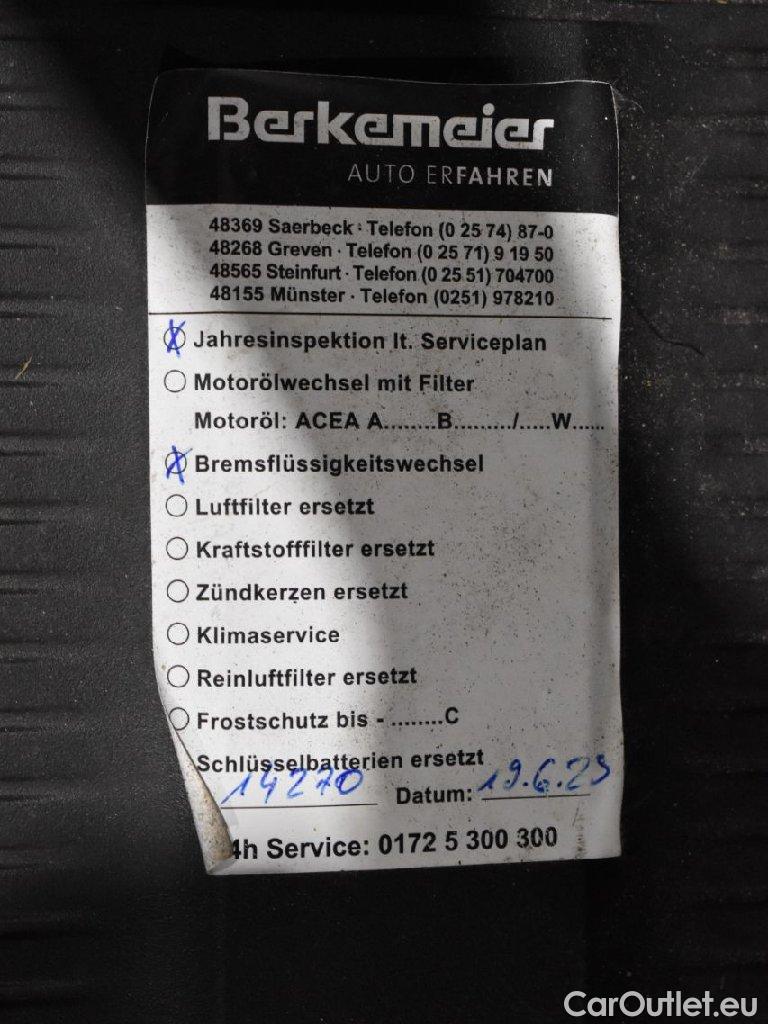 Berkemeier
AUTO ERFAHREN
48369 Saerbeck · Telefon (0 25 74) 87-0
48268 Greven · Telefon (0 25 71) 9 19 50
48565 Steinfurt · Telefon (0 25 51) 704700
48155 Münster · Telefon (0251) 978210
Jahresinspektion lt. Serviceplan
Motorölwechsel mit Filter
Motoröl: ACEA A........B........./.....W......
Bremsflüssigkeitswechsel
Luftfilter ersetzt
Kraftstofffilter ersetzt
Zündkerzen ersetzt
Klimaservice
Reinluftfilter ersetzt
Frostschutz bis - ........C
Schlüsselbatterien ersetzt
14270 Datum: 19.6.23
4h Service: 0172 5 300 300
CarOutlet.eu